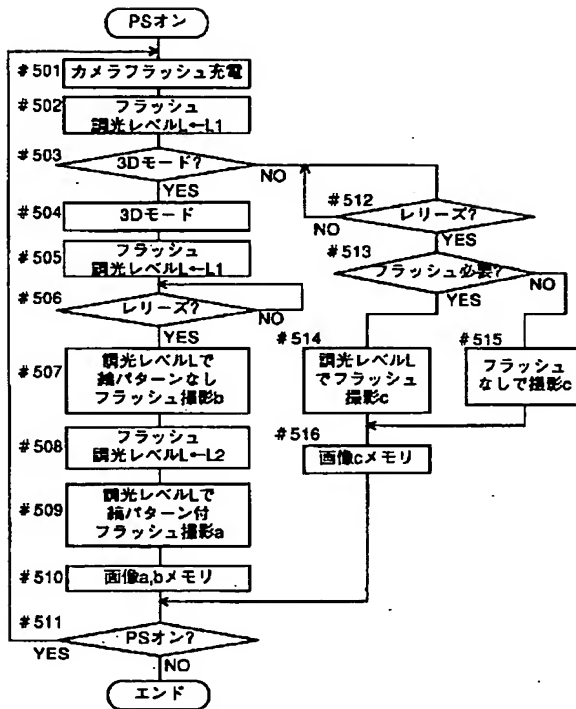 PSオン
#501
カメラフラッシュ充電
#502
フラッシュ
調光レベルL←L1
#503
3Dモード?
NO
YES
#504
3Dモード
#505
フラッシュ
調光レベルL←L1
#506
レリーズ?
NO
YES
#507
調光レベルLで
縞パターンなし
フラッシュ撮影b
#508
フラッシュ
調光レベルL←L2
#509
調光レベルLで
縞パターン付
フラッシュ撮影a
#510
画像a,bメモリ
#511
PSオン?
YES
NO
エンド
#512
レリーズ?
NO
YES
#513
フラッシュ必要?
NO
YES
#514
調光レベルL
でフラッシュ
撮影c
#515
フラッシュ
なしで撮影c
#516
画像cメモリ